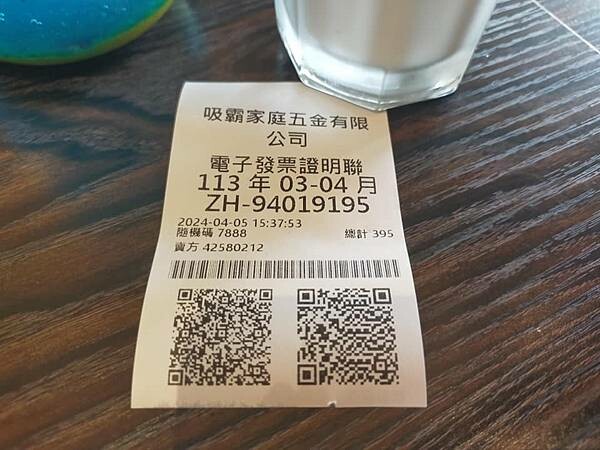 吸霸家庭五金有限
公司
電子發票證明聯
113 年 03-04 月
ZH-94019195
2024-04-05 15:37:53
隨機碼 7888 總計 395
賣方 42580212